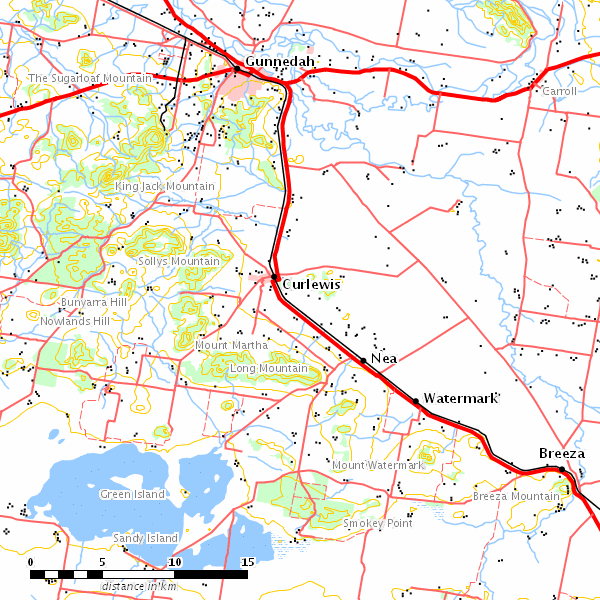 Gunnedah
The Sugarloaf Mountain
Carroll
King Jack Mountain
Sollys Mountain
Curlewis
Bunyarra Hill
Nowlands Hill
Mount Martha
Nea
Long Mountain
Watermark
Breeza
Mount Watermark
Green Island
Breeza Mountain
Smokey Point
Sandy Island
0 5 10 15
distance in km